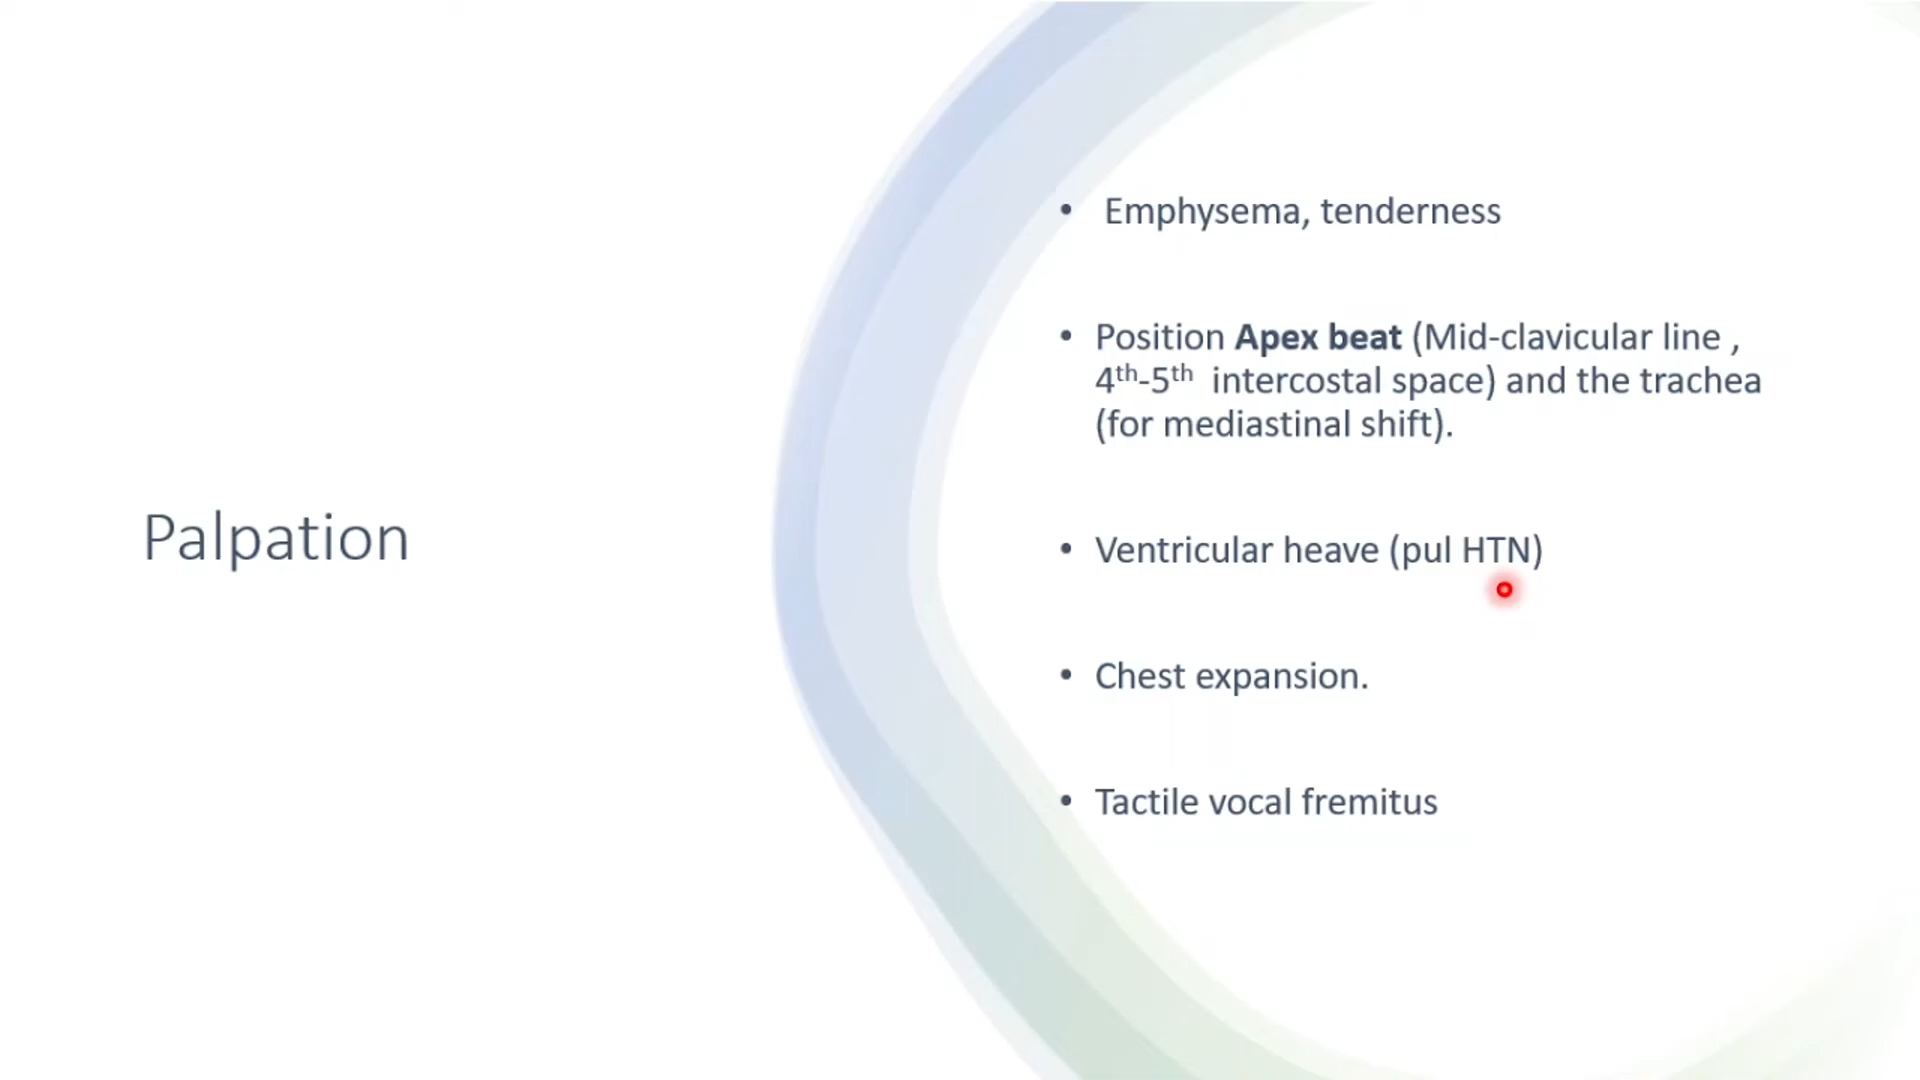 Palpation
• Emphysema, tenderness
• Position Apex beat (Mid-clavicular line ,
4th-5th intercostal space) and the trachea
(for mediastinal shift).
• Ventricular heave (pul HTN)
• Chest expansion.
• Tactile vocal fremitus